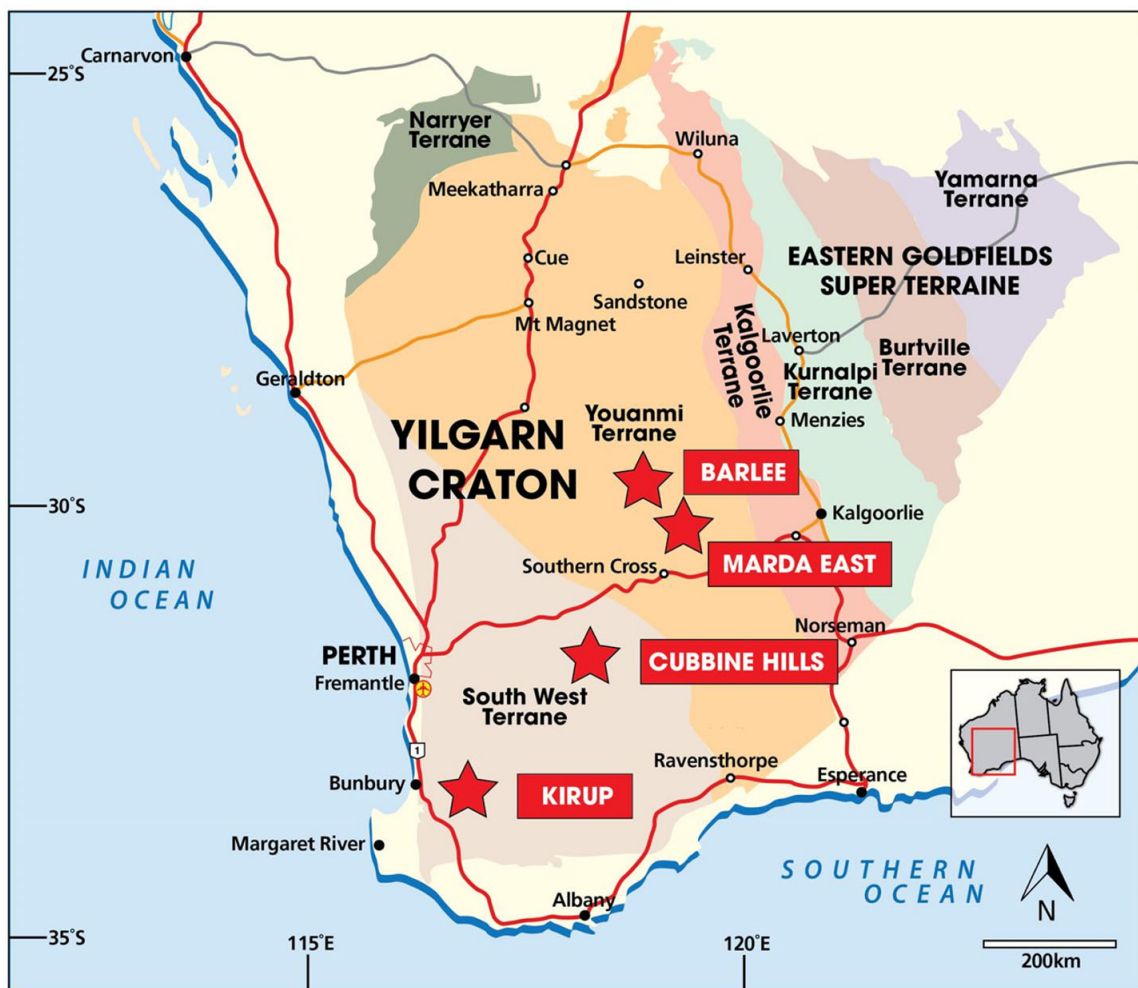 Carnarvon
25°S
Narryer
Terrane
Wiluna
Meekatharra
Yamarna
Terrane
Cue
Leinster
EASTERN GOLDFIELDS
SUPER TERRAINE
Sandstone
Mt Magnet
Kalgoorlie
Terrane
Laverton
Burtville
Terrane
Geraldton
Kurnalpi
Terrane
Youanmi
Terrane
Menzies
YILGARN
CRATON
BARLEE
30°S
Kalgoorlie
INDIAN
OCEAN
Southern Cross
MARDA EAST
Norseman
PERTH
Fremantle
CUBBINE HILLS
South West
Terrane
1
Bunbury
Ravensthorpe
Esperance
KIRUP
Margaret River
SOUTHERN
OCEAN
Albany
N
35°S
115°E
120°E
200km